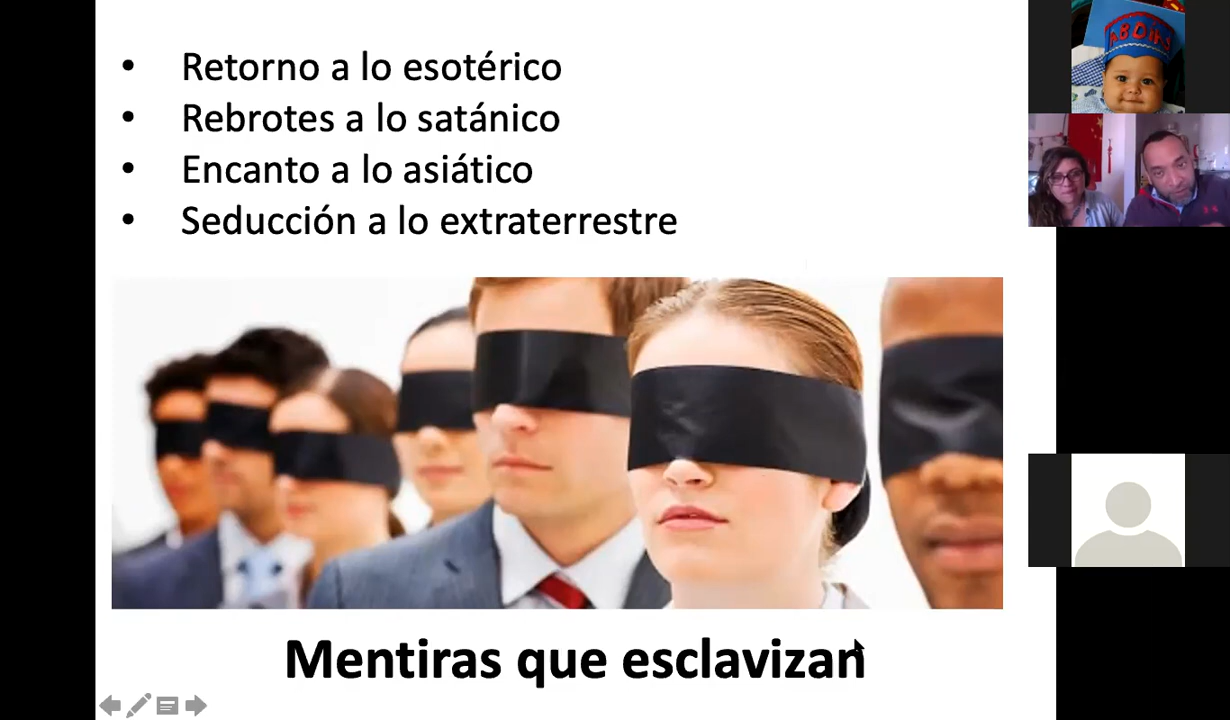 • Retorno a lo esotérico
• Rebrotes a lo satánico
• Encanto a lo asiático
• Seducción a lo extraterrestre
Mentiras que esclavizan